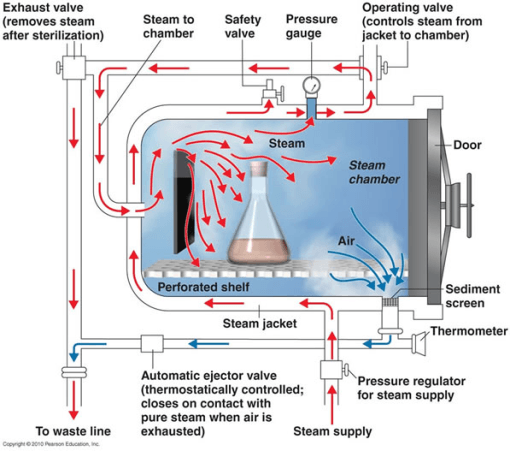 Exhaust valve
(removes steam
after sterilization)
Steam to
chamber
Safety
valve
Pressure
gauge
Operating valve
(controls steam from
jacket to chamber)
Steam
Steam
chamber
Door
Air
Perforated shelf
Sediment
screen
Steam jacket
Thermometer
Automatic ejector valve
(thermostatically controlled;
closes on contact with
pure steam when air is
exhausted)
Pressure regulator
for steam supply
To waste line
Steam supply
Copyright © 2010 Pearson Education, Inc.